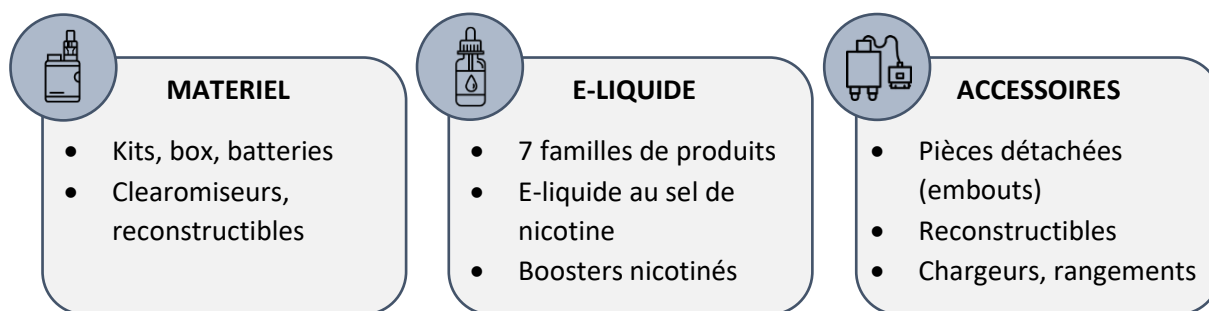 MATERIEL
• Kits, box, batteries
• Clearomiseurs,
reconstructibles
E-LIQUIDE
• 7 familles de produits
• E-liquide au sel de
nicotine
• Boosters nicotinés
ACCESSOIRES
• Pièces détachées
(embouts)
• Reconstructibles
• Chargeurs, rangements